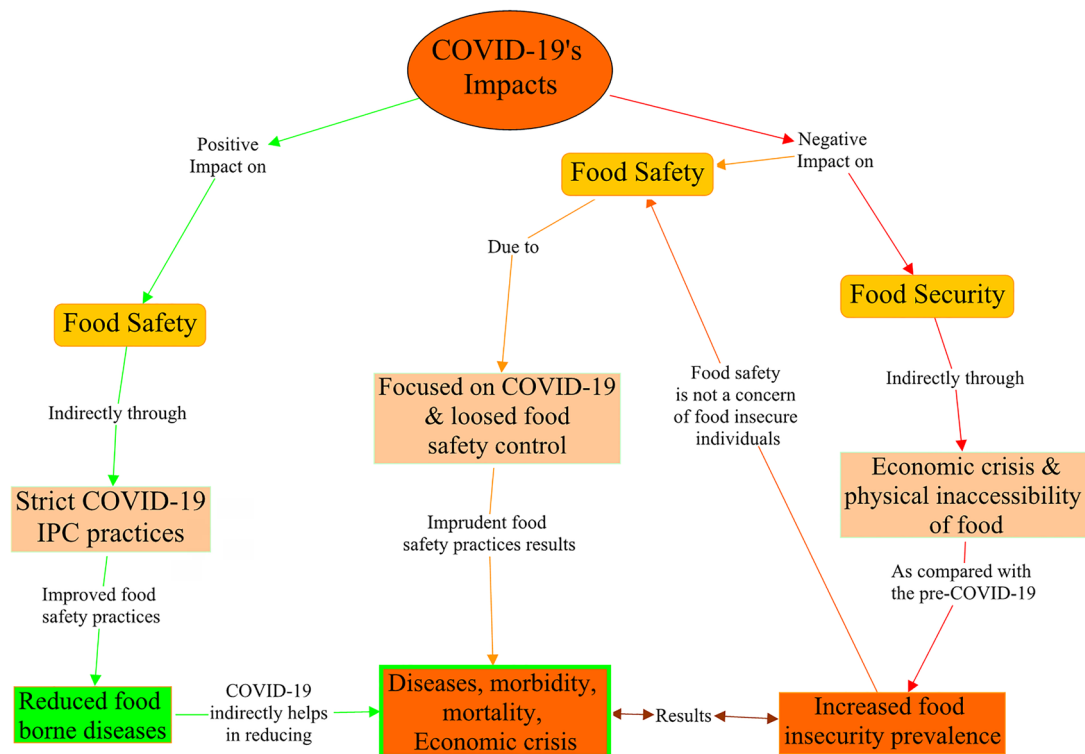 COVID-19's
Impacts
Positive
Impact on
Negative
Impact on
Food Safety
Due to
Food Safety
Food Security
Indirectly through
Focused on COVID-19
& loosed food
safety control
Food safety
is not a concern
of food insecure
individuals
Indirectly through
Strict COVID-19
IPC practices
Imprudent food
safety practices results
Economic crisis &
physical inaccessibility
of food
Improved food
safety practices
As compared with
the pre-COVID-19
Reduced food
borne diseases
COVID-19
indirectly helps
in reducing
Diseases, morbidity,
mortality,
Economic crisis
Results
Increased food
insecurity prevalence